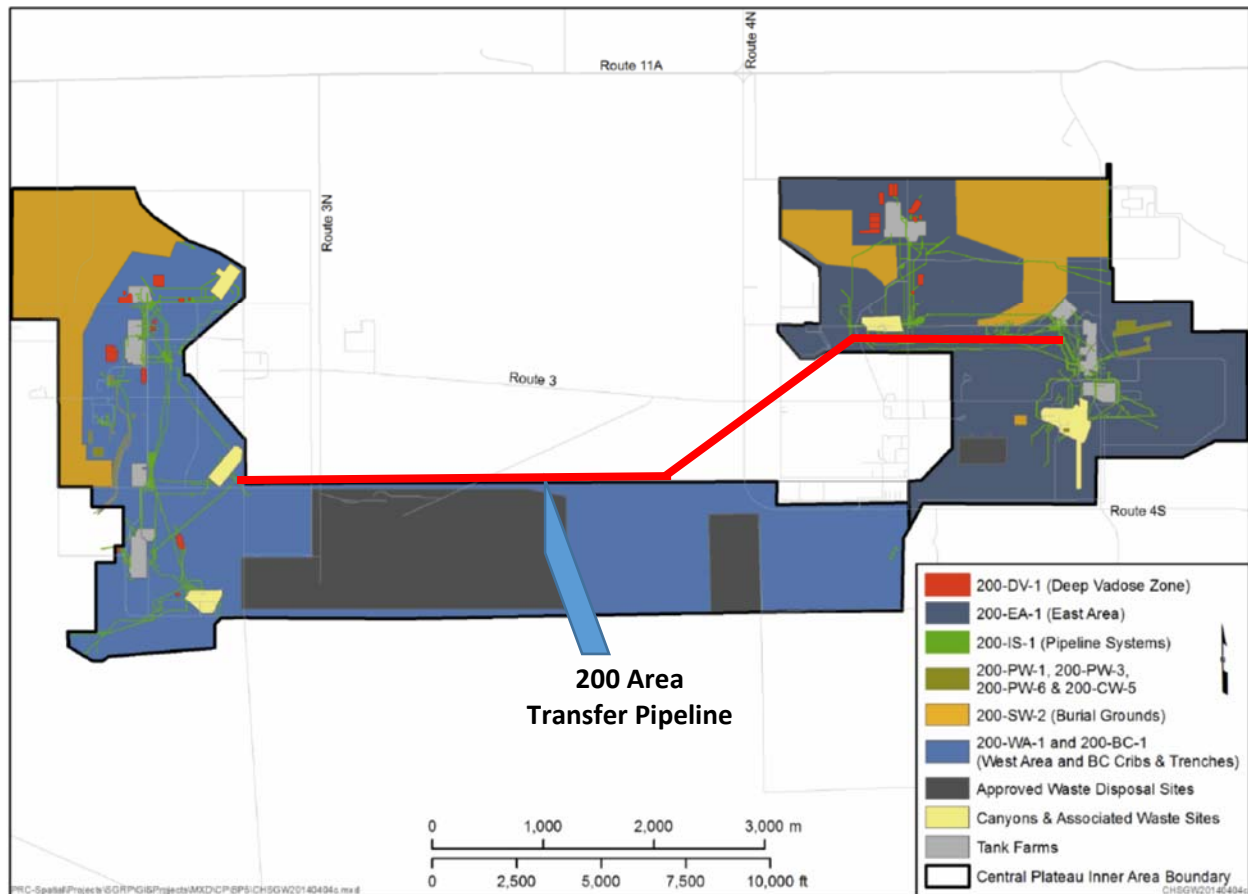 Route 4N
Route 11A
Route 3N
Route 3
Route 4S
200 Area
Transfer Pipeline
200-DV-1 (Deep Vadose Zone)
200-EA-1 (East Area)
200-IS-1 (Pipeline Systems)
200-PW-1, 200-PW-3,
200-PW-6 & 200-CW-5
200-SW-2 (Burial Grounds)
200-WA-1 and 200-BC-1
(West Area and BC Cribs & Trenches)
Approved Waste Disposal Sites
Canyons & Associated Waste Sites
Tank Farms
Central Plateau Inner Area Boundary
0 1,000 2,000 3,000 m
0 2,500 5,000 7,500 10,000 ft